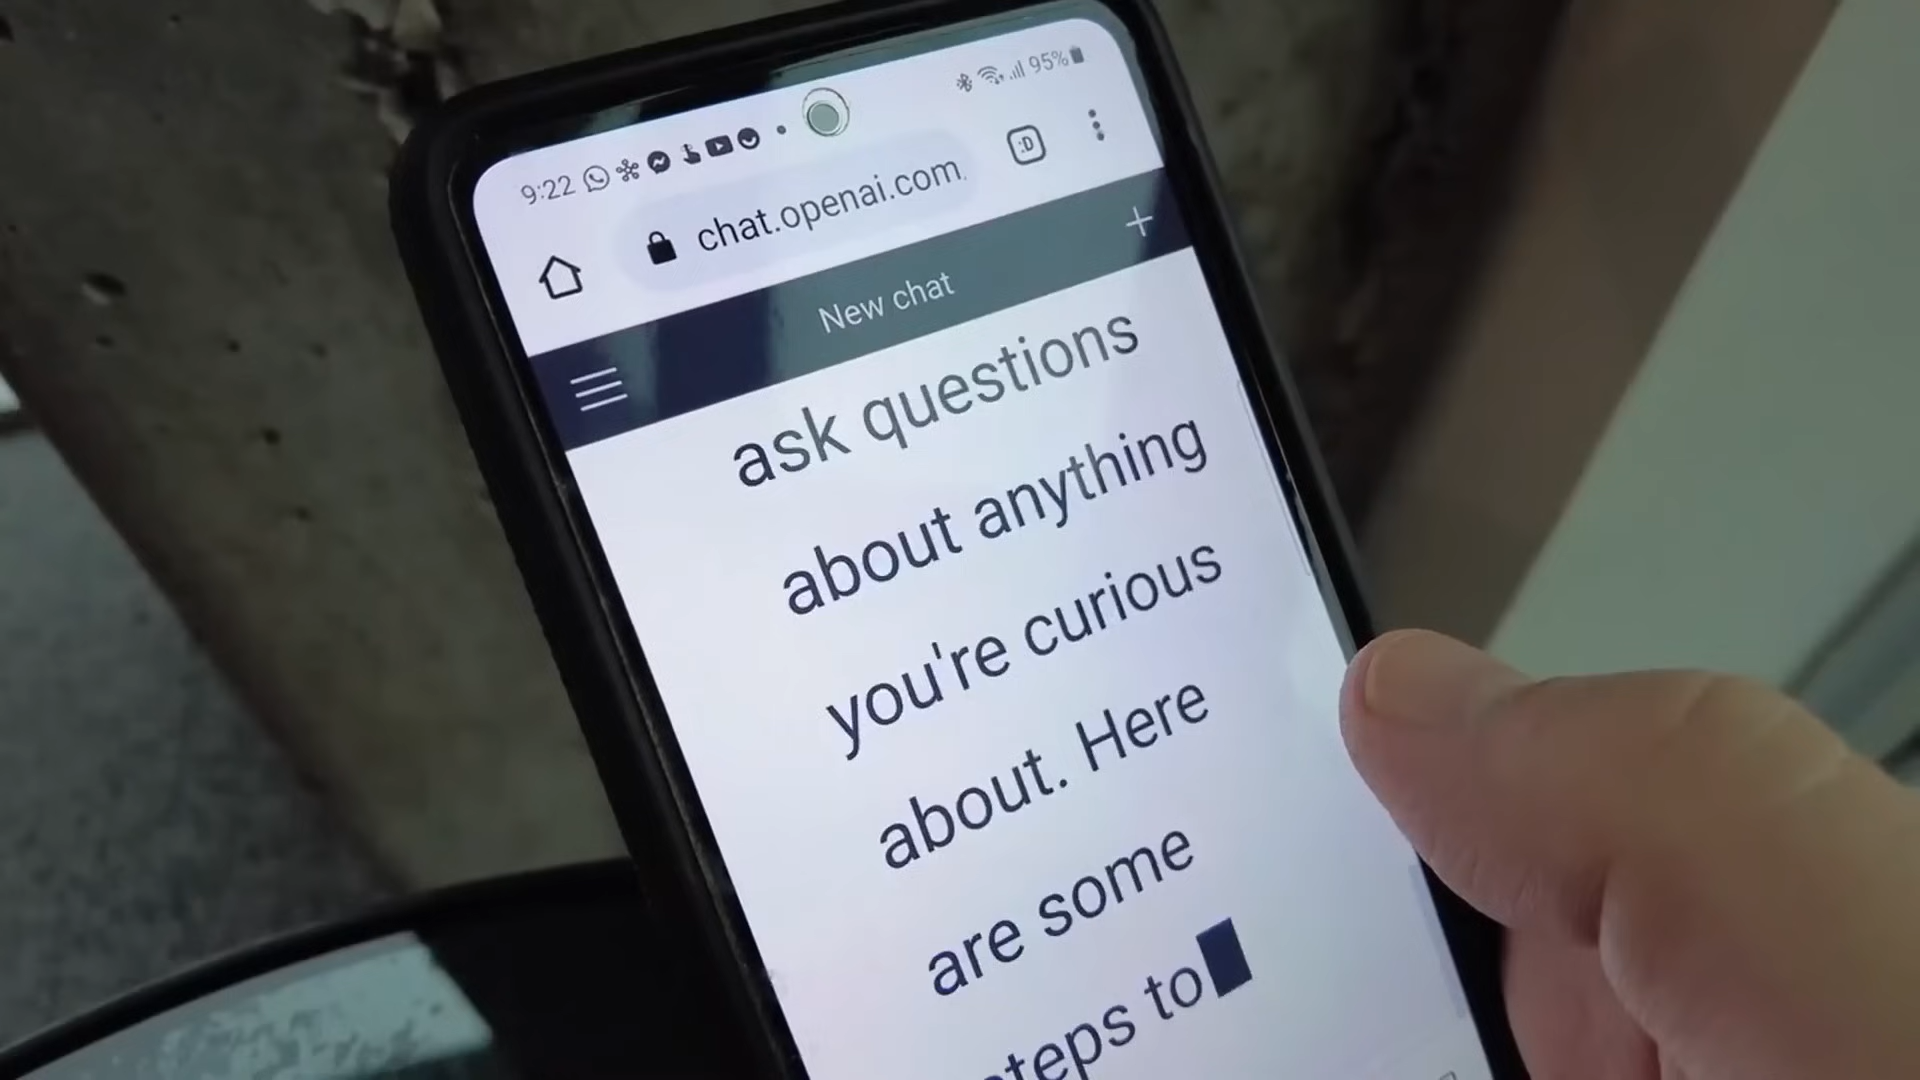 9:22
95%
:D
chat.openai.com
New chat
ask questions
about anything
you're curious
about. Here
are some
steps to